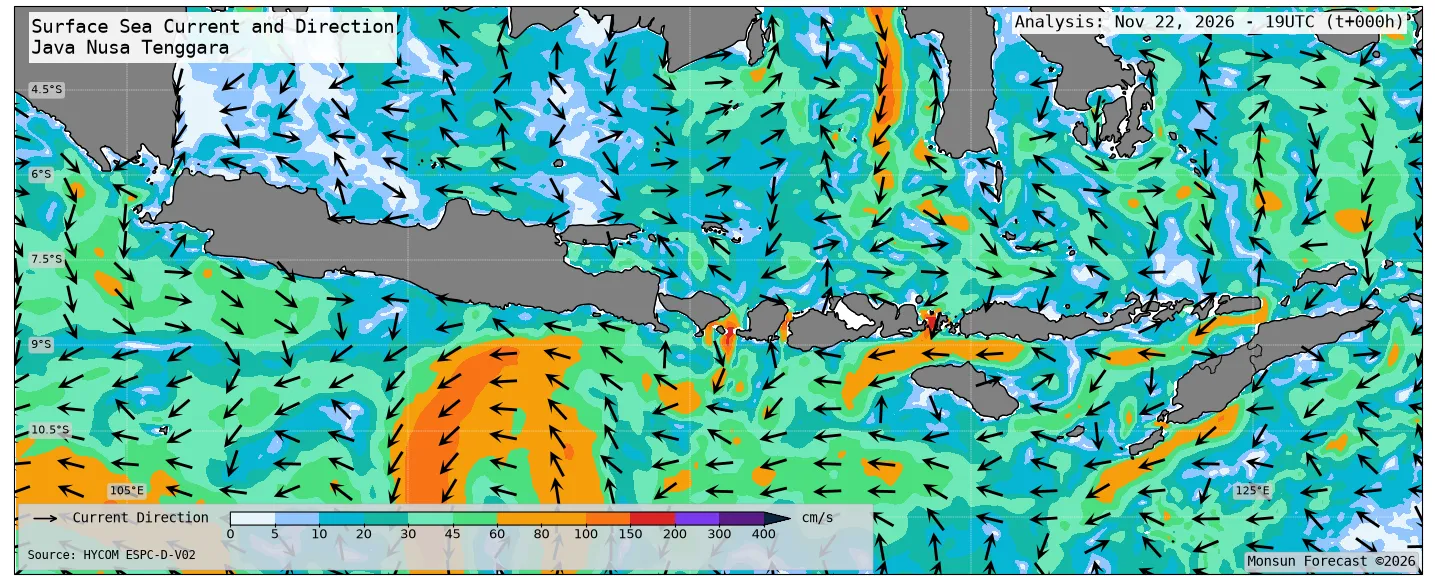 Surface Sea Current and Direction
Java Nusa Tenggara
Analysis: Nov 22, 2026 - 19UTC (t+000h)
4.5°S
6°S
7.5°S
9°S
10.5°S
105°E
125°E
Current Direction
0 5 10 20 30 45 60 80 100 150 200 300 400
cm/s
Source: HYCOM ESPC-D-V02
Monsun Forecast ©2026